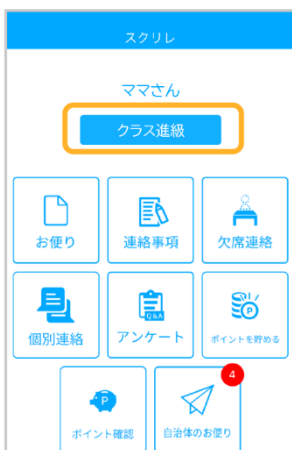 スクリレ
ママさん
クラス進級
お便り
連絡事項
欠席連絡
Q&A
P
個別連絡
アンケート
ポイントを貯める
4
P
ポイント確認
自治体のお便り